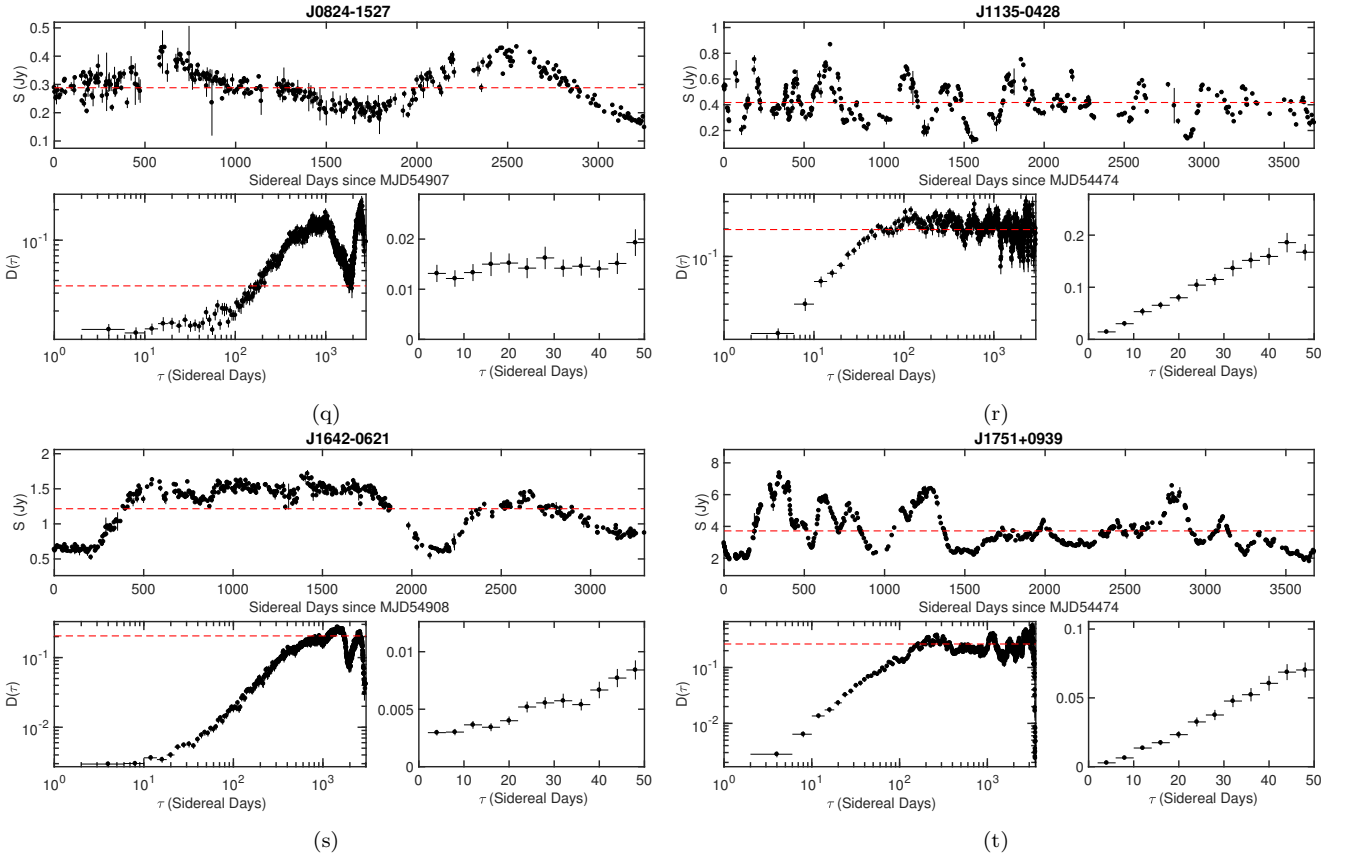 J0824-1527
S (Jy)
0.5
0.4
0.3
0.2
0.1
0 500 1000 1500 2000 2500 3000
Sidereal Days since MJD54907
D(τ)
10^-1
10^0 10^1 10^2 10^3
τ (Sidereal Days)
0.02
0.01
0
0 10 20 30 40 50
τ (Sidereal Days)
(q)
J1135-0428
S (Jy)
1
0.8
0.6
0.4
0.2
0 500 1000 1500 2000 2500 3000 3500
Sidereal Days since MJD54474
D(τ)
10^-1
10^0 10^1 10^2 10^3
τ (Sidereal Days)
0.2
0.1
0
0 10 20 30 40 50
τ (Sidereal Days)
(r)
J1642-0621
S (Jy)
2
1.5
1
0.5
0 500 1000 1500 2000 2500 3000
Sidereal Days since MJD54908
D(τ)
10^-1
10^-2
10^0 10^1 10^2 10^3
τ (Sidereal Days)
0.01
0.005
0
0 10 20 30 40 50
τ (Sidereal Days)
(s)
J1751+0939
S (Jy)
8
6
4
2
0 500 1000 1500 2000 2500 3000 3500
Sidereal Days since MJD54474
D(τ)
10^-1
10^-2
10^0 10^1 10^2 10^3
τ (Sidereal Days)
0.1
0.05
0
0 10 20 30 40 50
τ (Sidereal Days)
(t)